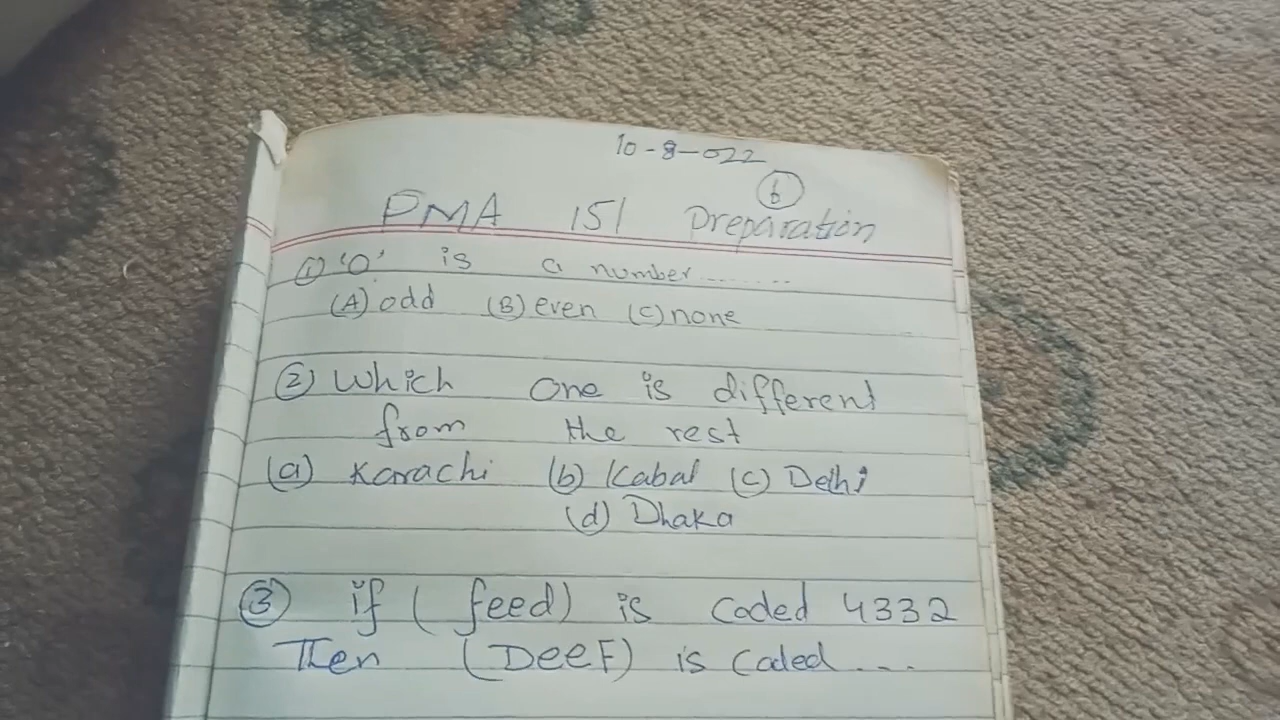 10-8-022
6
PMA 151 Preparation
① '0' is a number.......
(A) odd (B) even (C) none
② Which One is different
from the rest
(a) Karachi (b) Kabal (c) Delhi
(d) Dhaka
③ if (feed) is Coded 4332
Then (DeeF) is Coded...